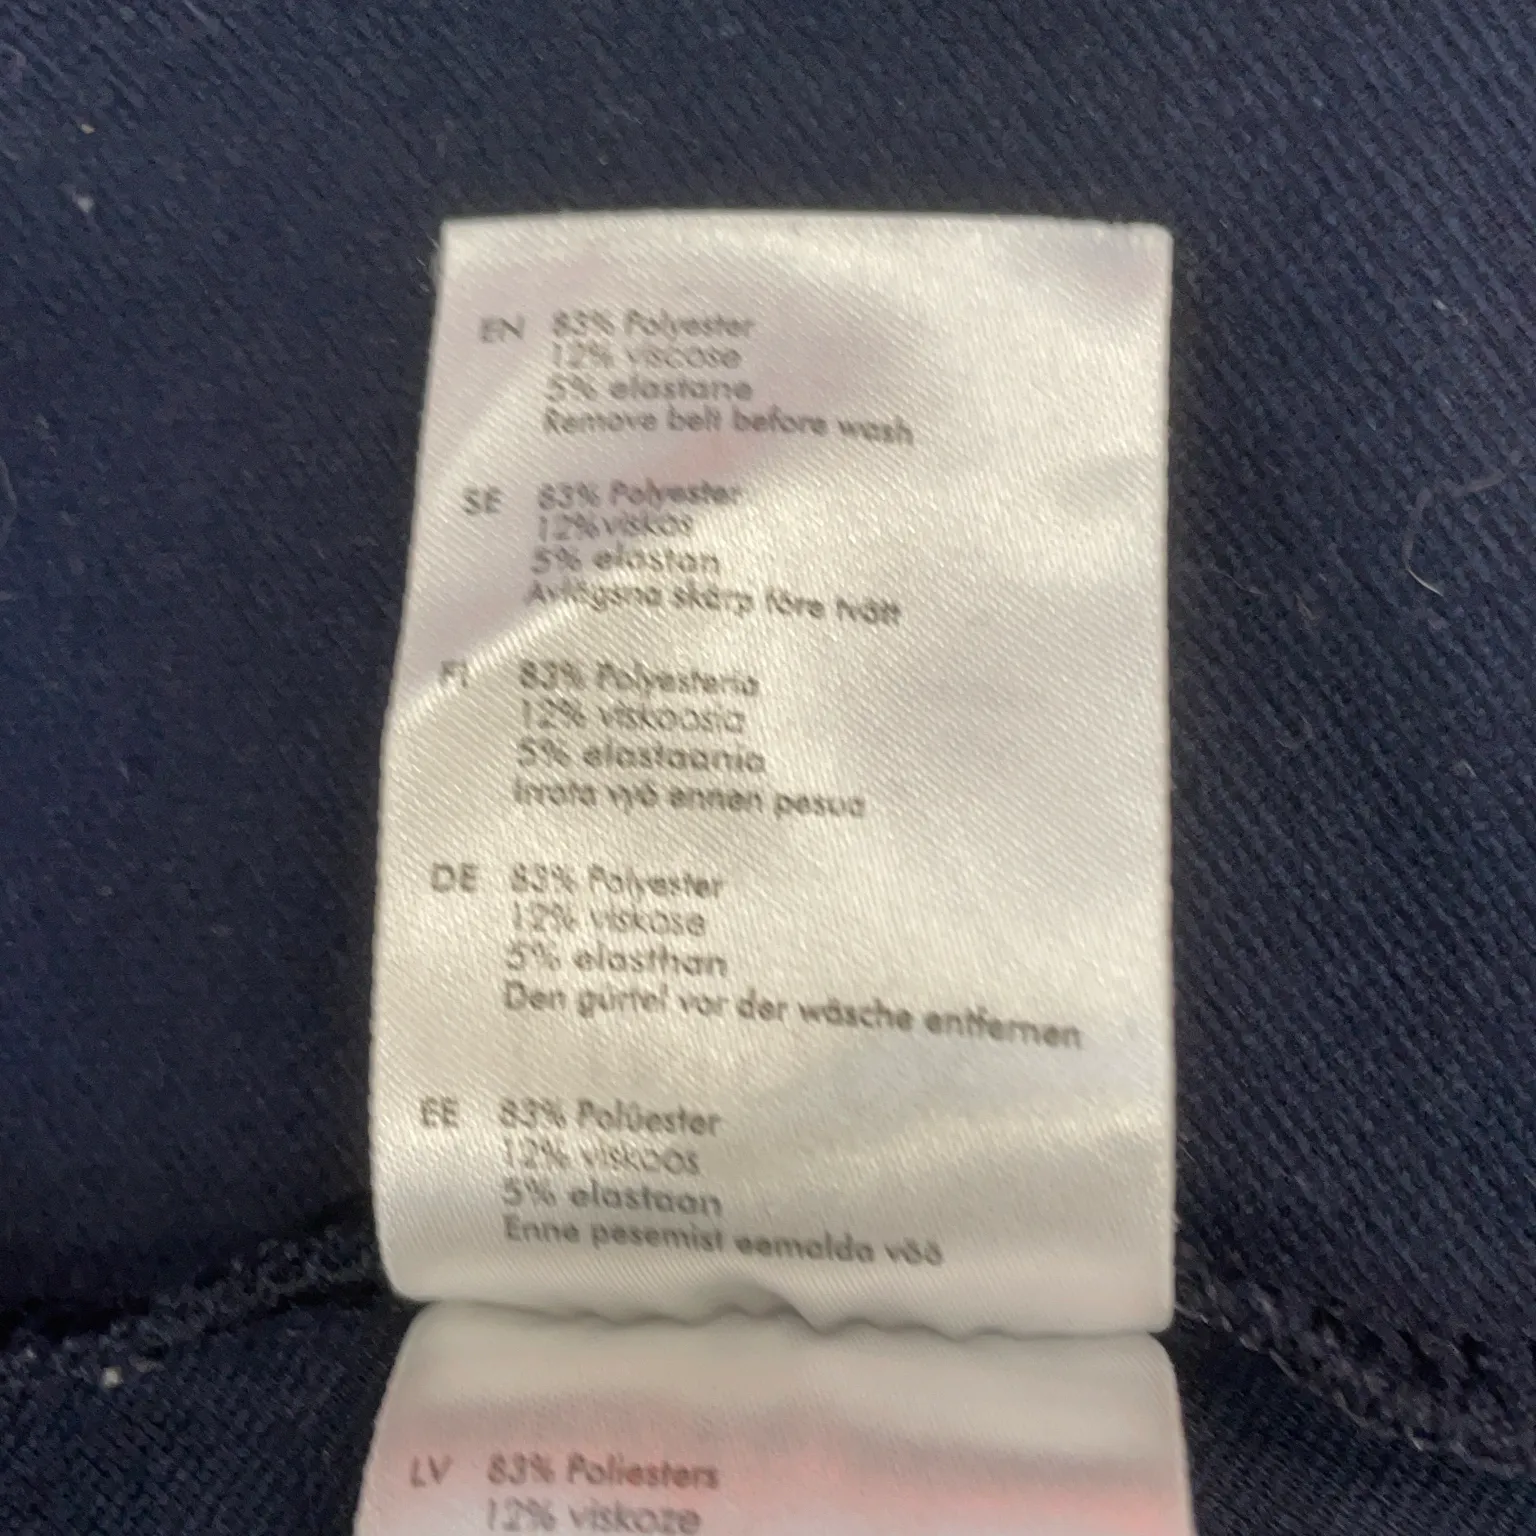 EN 83% Polyester
12% viscose
5% elastane
Remove belt before wash
SE 83% Polyester
12% viskos
5% elastan
Avlägsna skärp före tvätt
FI 83% Polyesteria
12% viskoosia
5% elastaania
Irrota vyö ennen pesua
DE 83% Polyester
12% viskose
5% elasthan
Den gürtel vor der wäsche entfernen
EE 83% Polüester
12% viskoos
5% elastaan
Enne pesemist eemalda vöö
LV 83% Poliesters
12% viskoze